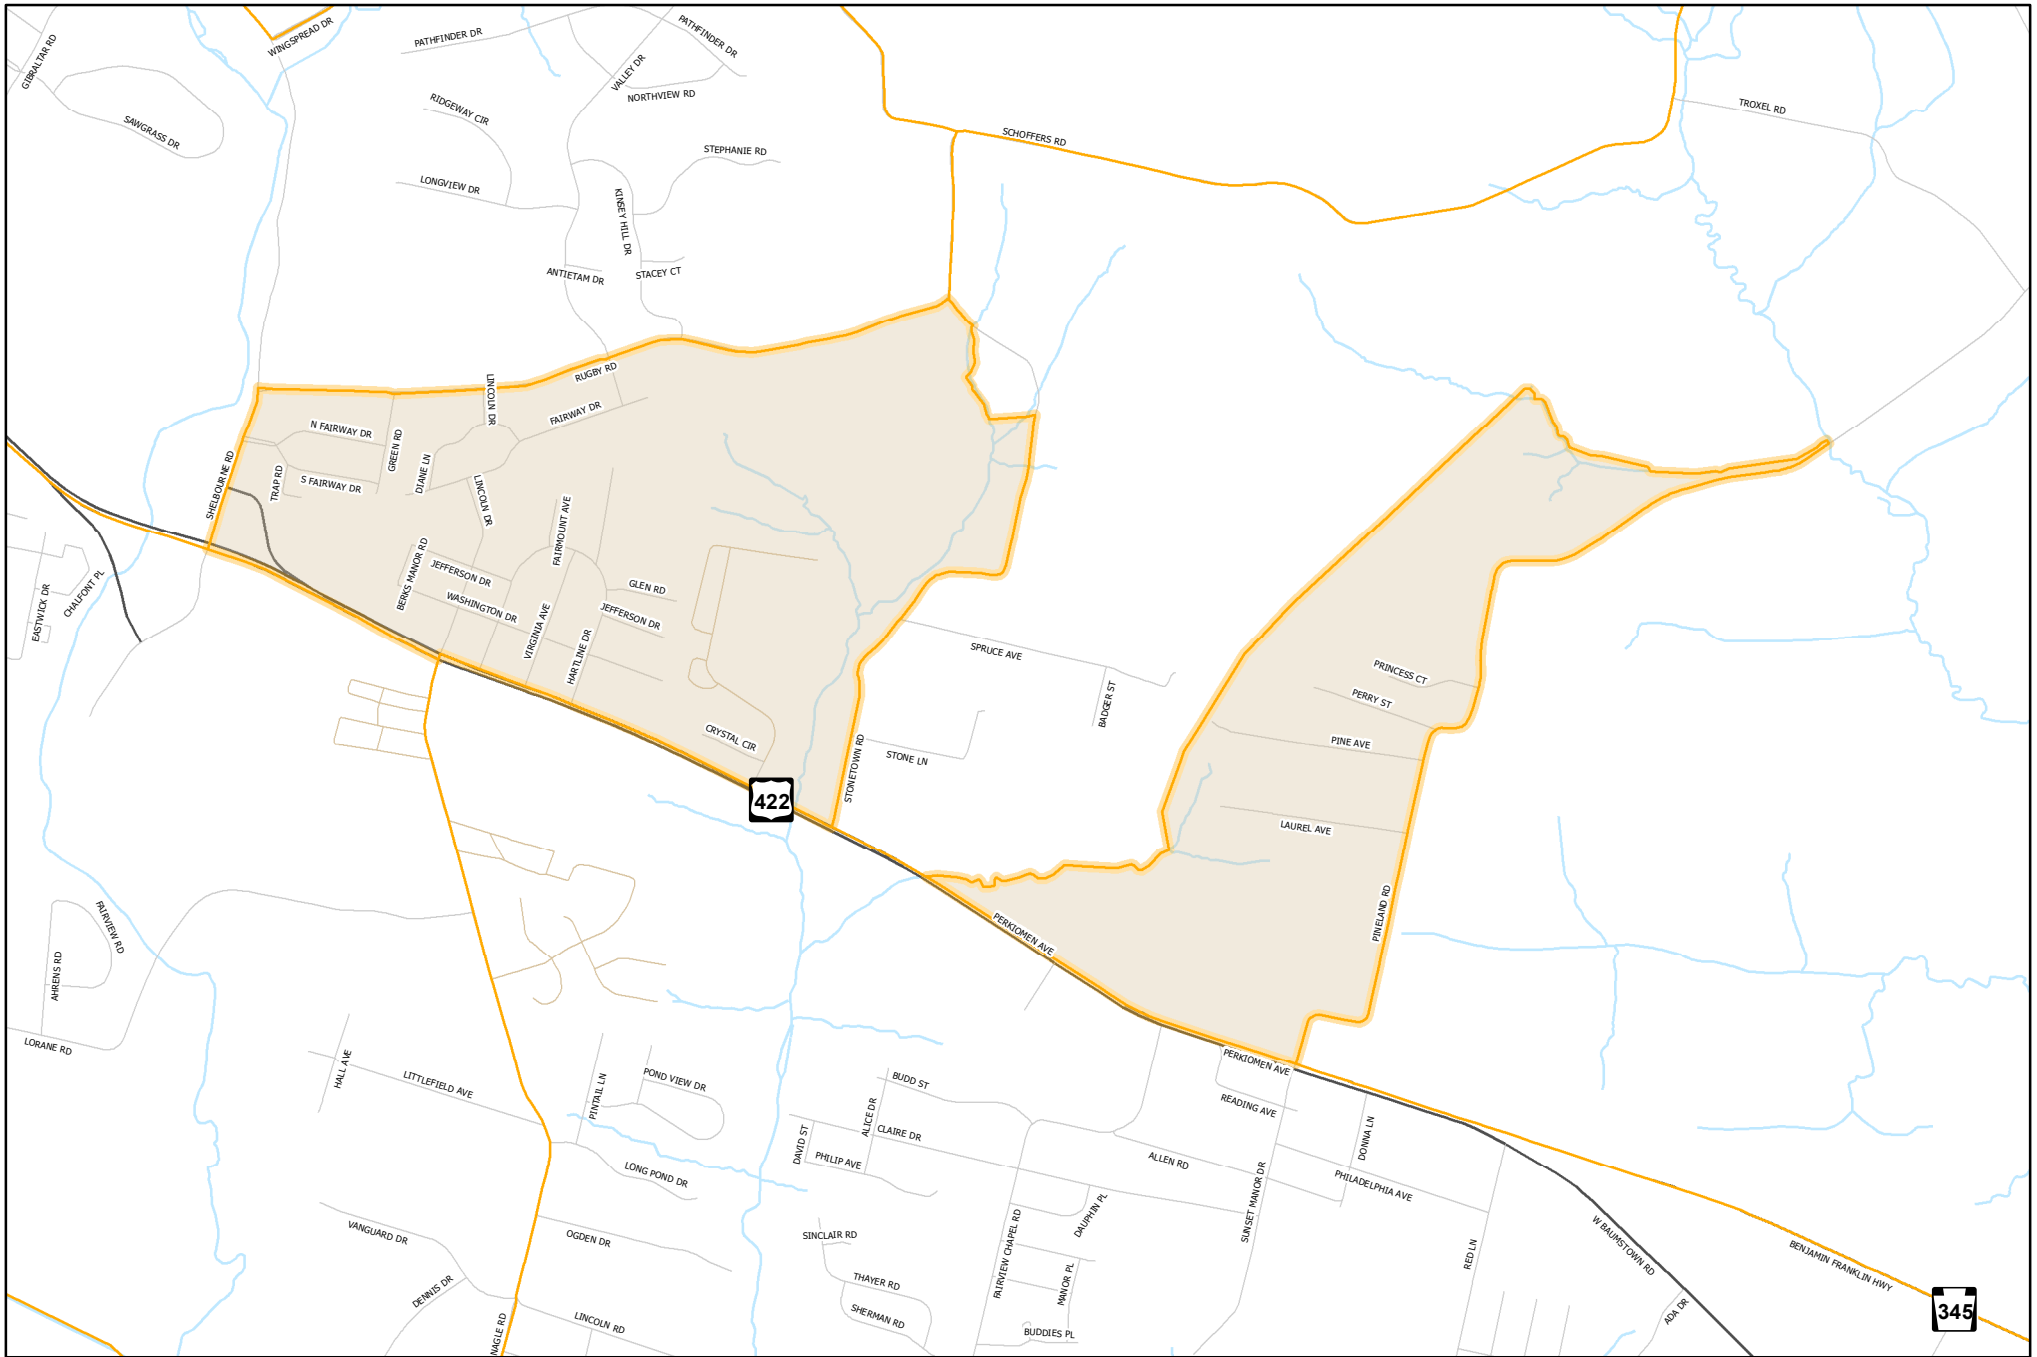 WINGSPREAD DR
PATHFINDER DR
PATHFINDER DR
GIBRALTAR RD
VALLEY DR
NORTHVIEW RD
RIDGEWAY CIR
TROXEL RD
SAWGRASS DR
SCHOFFERS RD
STEPHANIE RD
LONGVIEW DR
KINSEY HILL DR
ANTIETAM DR
STACEY CT
RUGBY RD
LINCOLN DR
FAIRWAY DR
N FAIRWAY DR
GREEN RD
SHELBOURNE RD
TRAP RD
S FAIRWAY DR
DIANE LN
LINCOLN DR
FAIRMOUNT AVE
BERKS MANOR RD
JEFFERSON DR
GLEN RD
EASTWICK DR
CHALFONT PL
WASHINGTON DR
VIRGINIA AVE
JEFFERSON DR
HARTLINE DR
SPRUCE AVE
PRINCESS CT
PERRY ST
BADGER ST
CRYSTAL CIR
PINE AVE
STONETOWN RD
STONE LN
422
LAUREL AVE
FAIRVIEW RD
PERKIOMEN AVE
PINELAND RD
AHRENS RD
LORANE RD
HALL AVE
LITTLEFIELD AVE
PINTAIL LN
POND VIEW DR
BUDD ST
PERKIOMEN AVE
READING AVE
ALICE DR
CLAIRE DR
DAVID ST
PHILIP AVE
ALLEN RD
DONNA LN
LONG POND DR
PHILADELPHIA AVE
SUNSET MANOR DR
DAUPHIN PL
VANGUARD DR
OGDEN DR
SINCLAIR RD
FAIRVIEW CHAPEL RD
RED LN
W BAUMSTOWN RD
BENJAMIN FRANKLIN HWY
DENNIS DR
THAYER RD
MANOR PL
SHERMAN RD
LINCOLN RD
NAGLE RD
BUDDIES PL
ADA DR
345